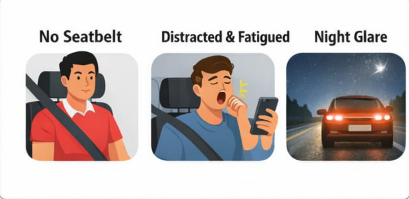 No Seatbelt
Distracted & Fatigued
Night Glare